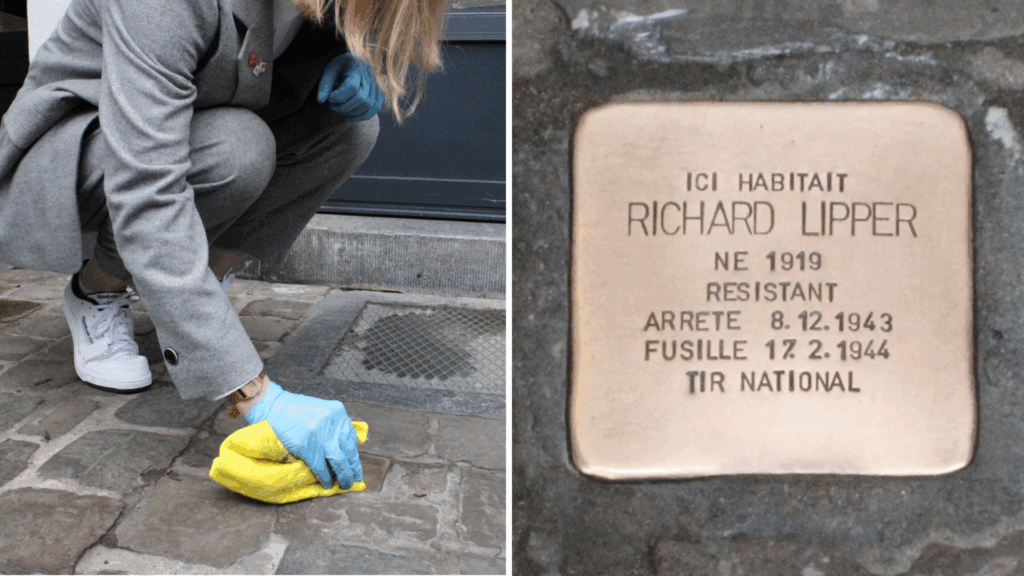 ICI HABITAIT
RICHARD LIPPER
NE 1919
RESISTANT
ARRETE 8.12.1943
FUSILLE 17.2.1944
TIR NATIONAL